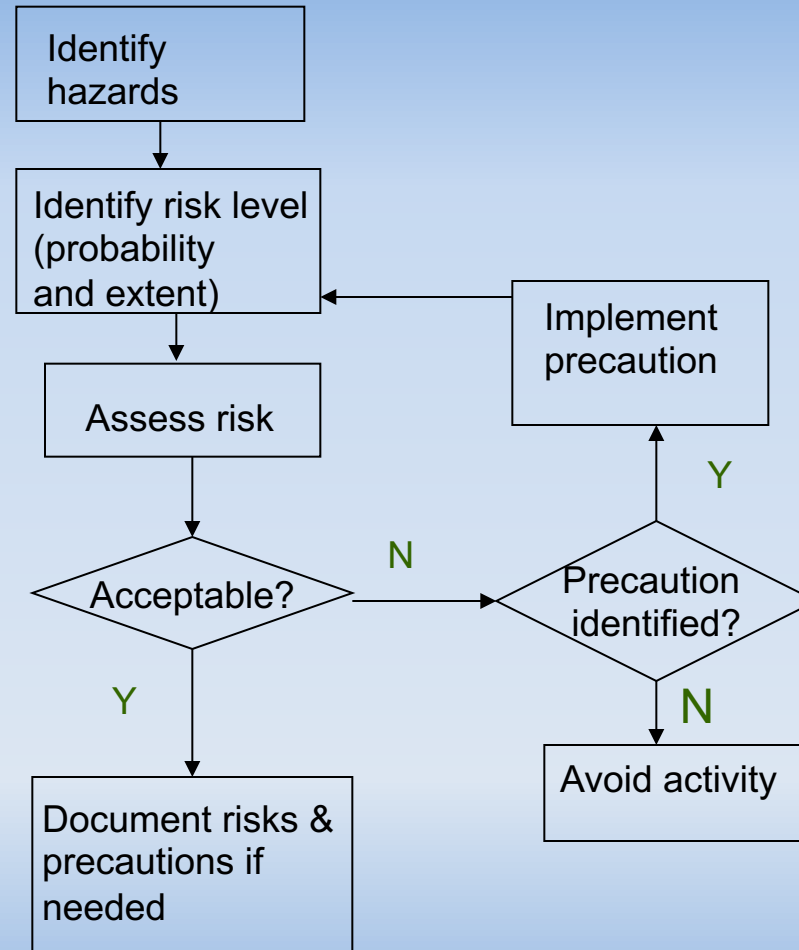 Identify
hazards
Identify risk level
(probability
and extent)
Implement
precaution
Assess risk
Y
N
Acceptable?
Precaution
identified?
Y
N
Avoid activity
Document risks &
precautions if
needed